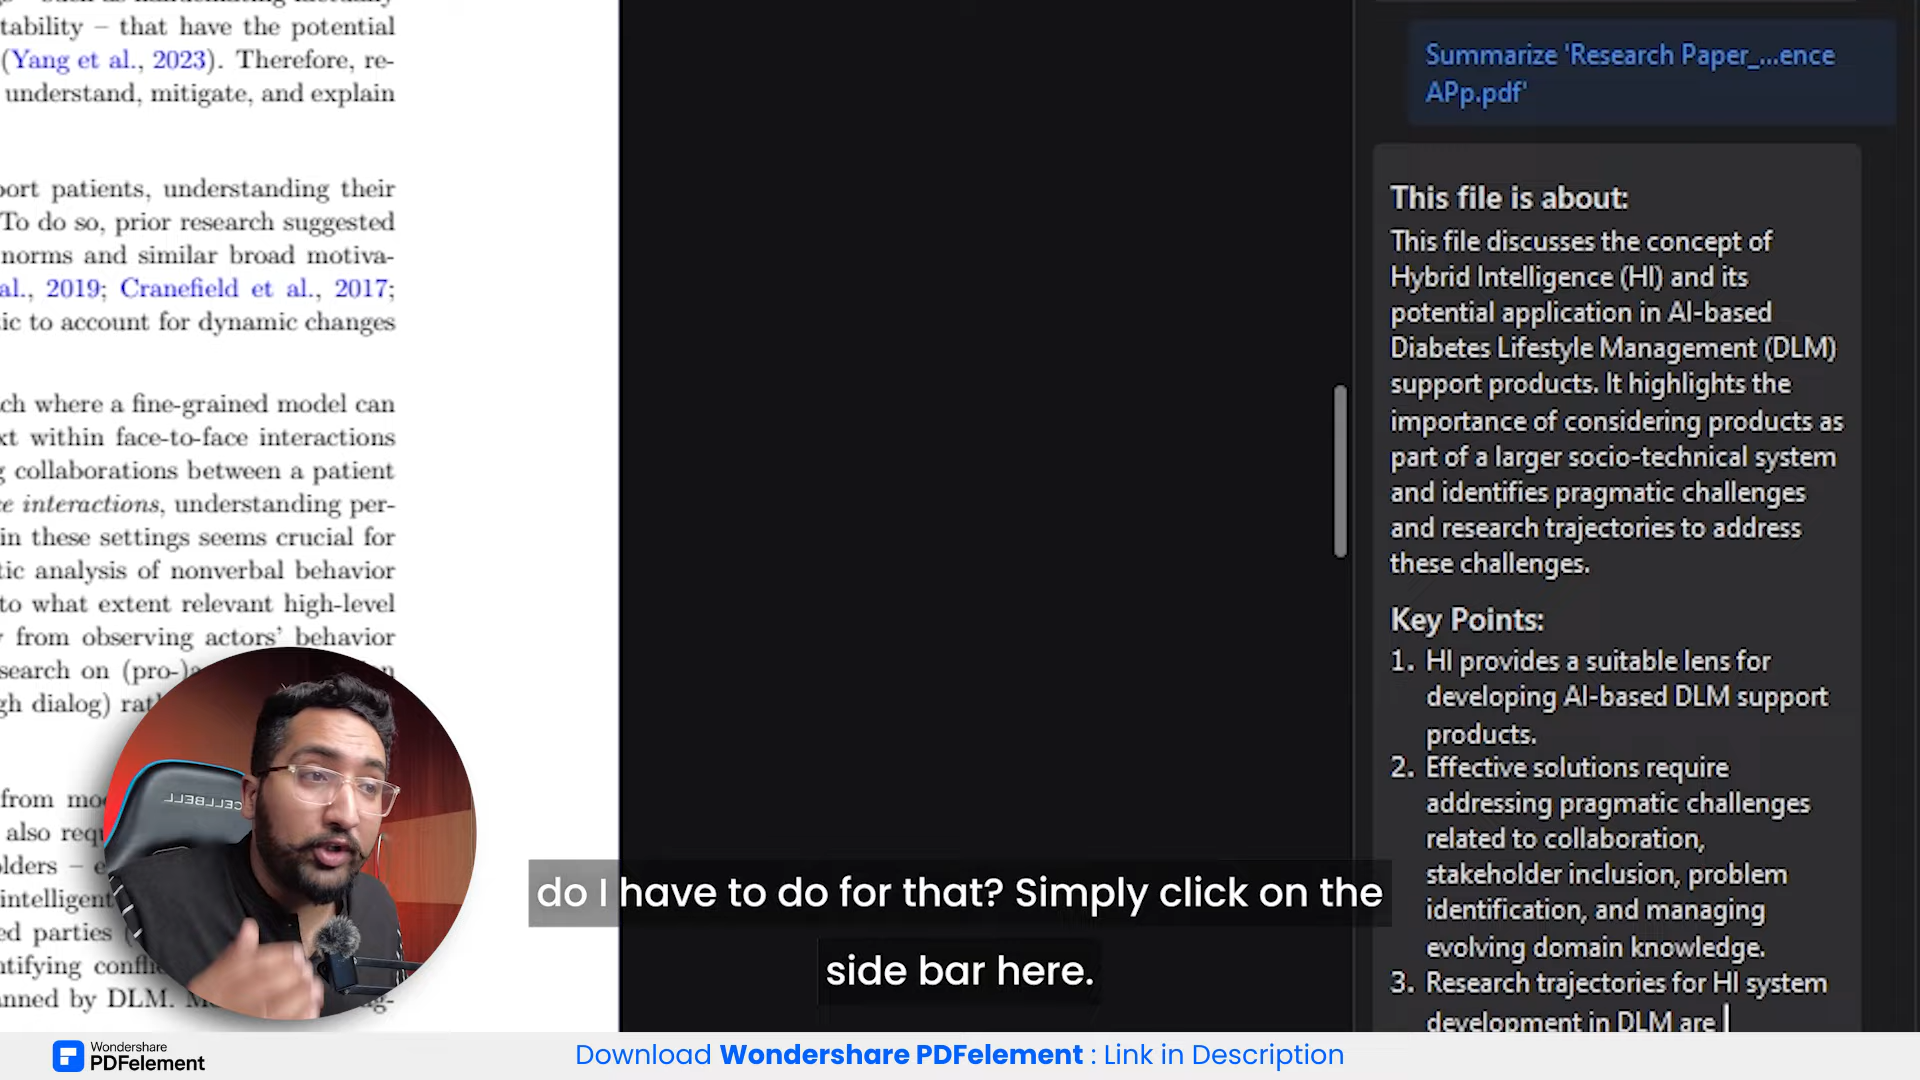 tability – that have the potential
(Yang et al., 2023). Therefore, re-
understand, mitigate, and explain
ort patients, understanding their
To do so, prior research suggested
norms and similar broad motiva-
al., 2019; Cranefield et al., 2017;
ic to account for dynamic changes
ch where a fine-grained model can
xt within face-to-face interactions
g collaborations between a patient
ce interactions, understanding per-
in these settings seems crucial for
tic analysis of nonverbal behavior
to what extent relevant high-level
from observing actors' behavior
search on (pro-)
gh dialog) rat
from mo
also requ
olders – e
intelligent
ed parties (
ntifying confli
anned by DLM. M
Summarize 'Research Paper_...ence
APp.pdf'
This file is about:
This file discusses the concept of
Hybrid Intelligence (HI) and its
potential application in AI-based
Diabetes Lifestyle Management (DLM)
support products. It highlights the
importance of considering products as
part of a larger socio-technical system
and identifies pragmatic challenges
and research trajectories to address
these challenges.
Key Points:
1. HI provides a suitable lens for
developing AI-based DLM support
products.
2. Effective solutions require
addressing pragmatic challenges
related to collaboration,
stakeholder inclusion, problem
identification, and managing
evolving domain knowledge.
3. Research trajectories for HI system
development in DLM are
CELLBELL
do I have to do for that? Simply click on the
side bar here.
Wondershare
PDFelement
Download Wondershare PDFelement : Link in Description